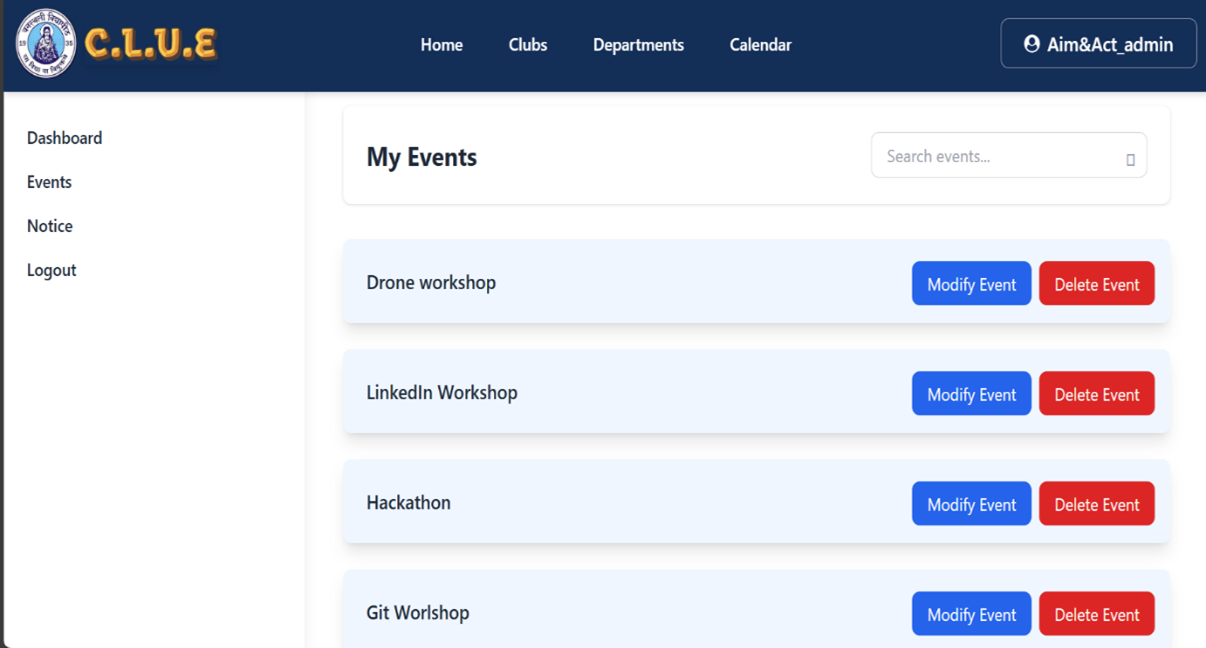 C.L.U.E
Home Clubs Departments Calendar
Aim&Act_admin
Dashboard
Events
Notice
Logout
My Events
Search events...
Drone workshop Modify Event Delete Event
LinkedIn Workshop Modify Event Delete Event
Hackathon Modify Event Delete Event
Git Worlshop Modify Event Delete Event